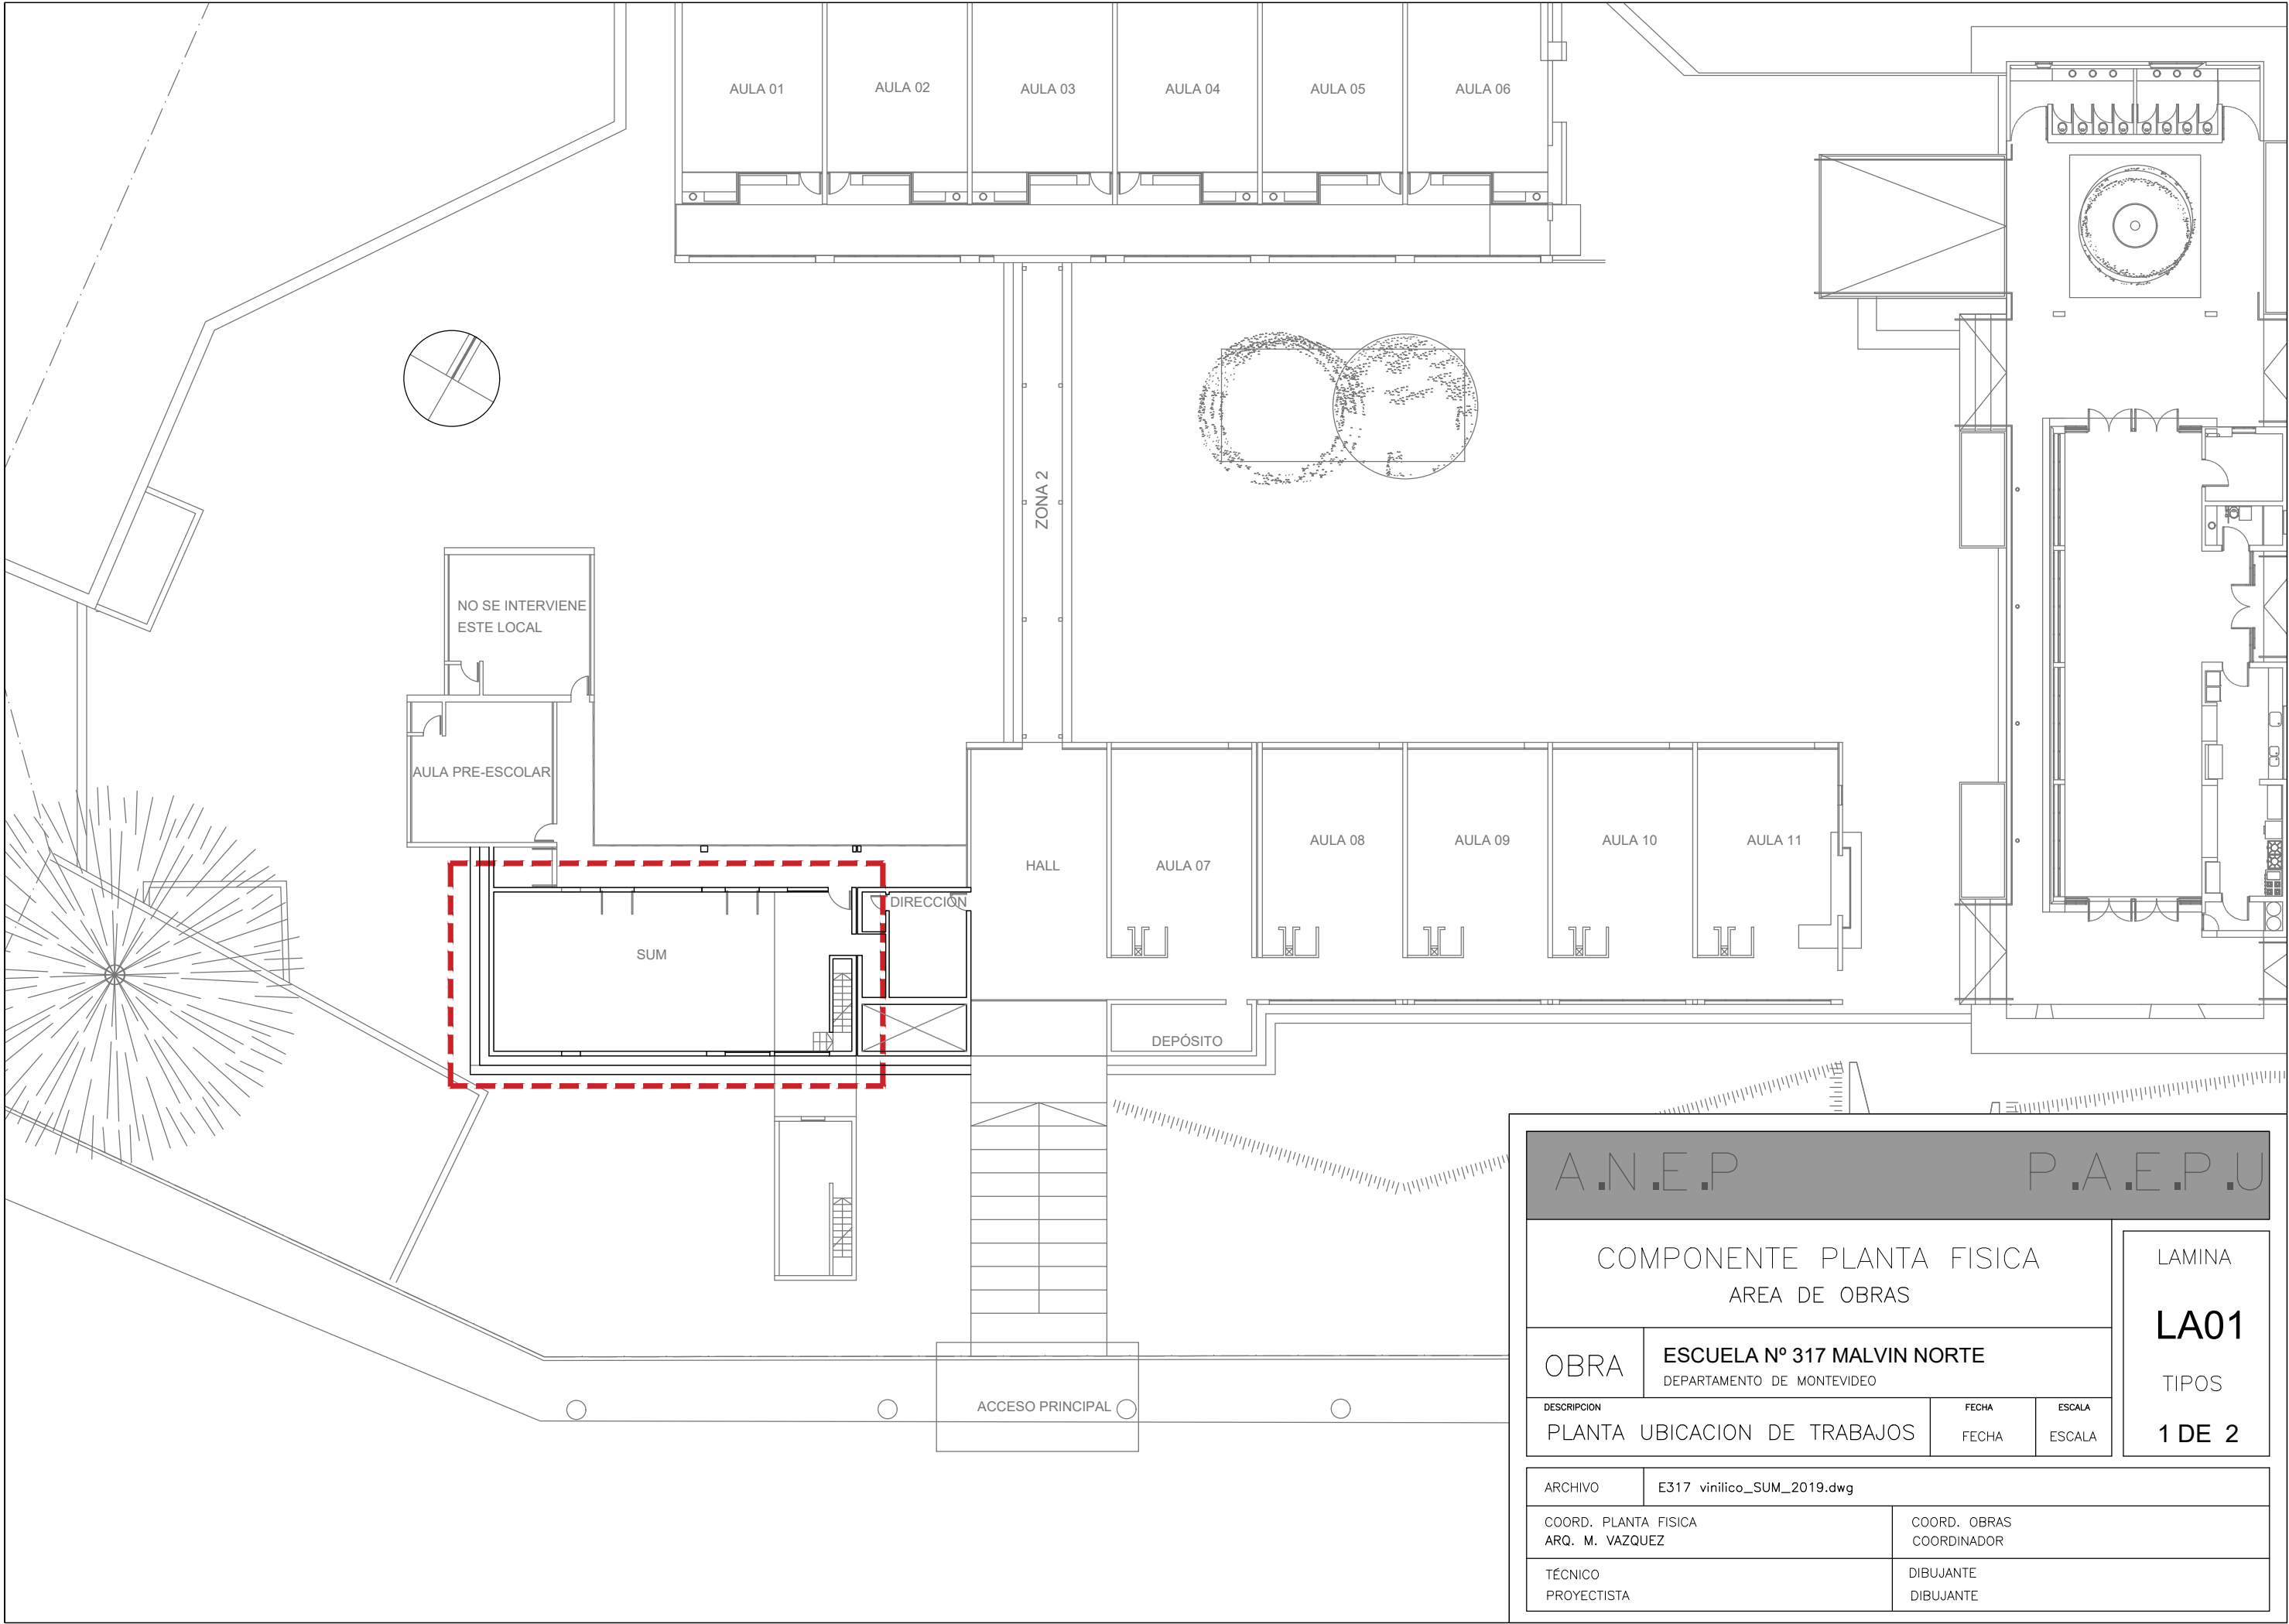 AULA 01
AULA 02
AULA 03
AULA 04
AULA 05
AULA 06
ZONA 2
NO SE INTERVIENE
ESTE LOCAL
AULA PRE-ESCOLAR
HALL
AULA 07
AULA 08
AULA 09
AULA 10
AULA 11
DIRECCIÓN
SUM
DEPÓSITO
ACCESO PRINCIPAL
A.N.E.P
P.A.E.P.U
COMPONENTE PLANTA FISICA
AREA DE OBRAS
LAMINA
LA01
TIPOS
1 DE 2
OBRA
ESCUELA Nº 317 MALVIN NORTE
DEPARTAMENTO DE MONTEVIDEO
DESCRIPCION
PLANTA UBICACION DE TRABAJOS
FECHA
FECHA
ESCALA
ESCALA
ARCHIVO
E317 vinilico_SUM_2019.dwg
COORD. PLANTA FISICA
ARQ. M. VAZQUEZ
COORD. OBRAS
COORDINADOR
TÉCNICO
PROYECTISTA
DIBUJANTE
DIBUJANTE